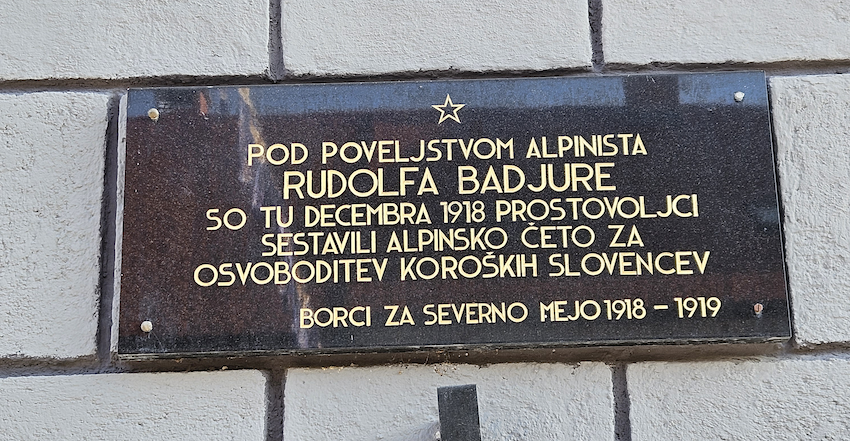 POD POVELJSTVOM ALPINISTA
RUDOLFA BADJURE
SO TU DECEMBRA 1918 PROSTOVOLJCI
SESTAVILI ALPINSKO ČETO ZA
OSVOBODITEV KOROŠKIH SLOVENCEV
BORCI ZA SEVERNO MEJO 1918 - 1919